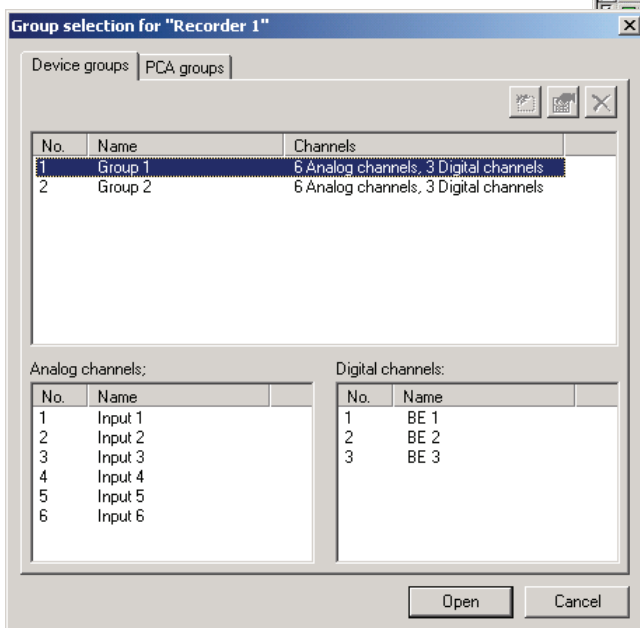 Group selection for "Recorder 1"
Device groups PCA groups
No. Name Channels
1 Group 1 6 Analog channels, 3 Digital channels
2 Group 2 6 Analog channels, 3 Digital channels
Analog channels; Digital channels:
No. Name No. Name
1 Input 1 1 BE 1
2 Input 2 2 BE 2
3 Input 3 3 BE 3
4 Input 4
5 Input 5
6 Input 6
Open Cancel